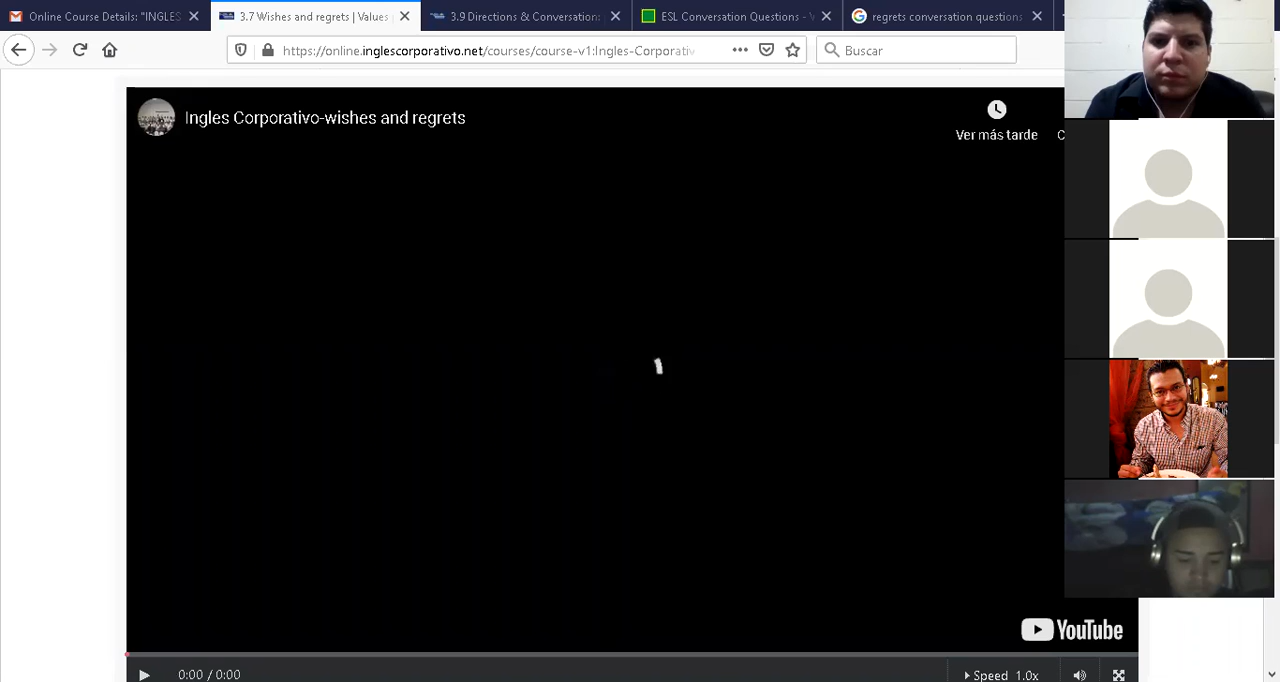 Online Course Details: "INGLES
3.7 Wishes and regrets | Values
3.9 Directions & Conversation:
ESL Conversation Questions - V
regrets conversation questions
https://online.inglescorporativo.net/courses/course-v1:Ingles-Corporativ
Buscar
Ingles Corporativo-wishes and regrets
Ver más tarde
C
YouTube
0:00 / 0:00
Speed 1.0x